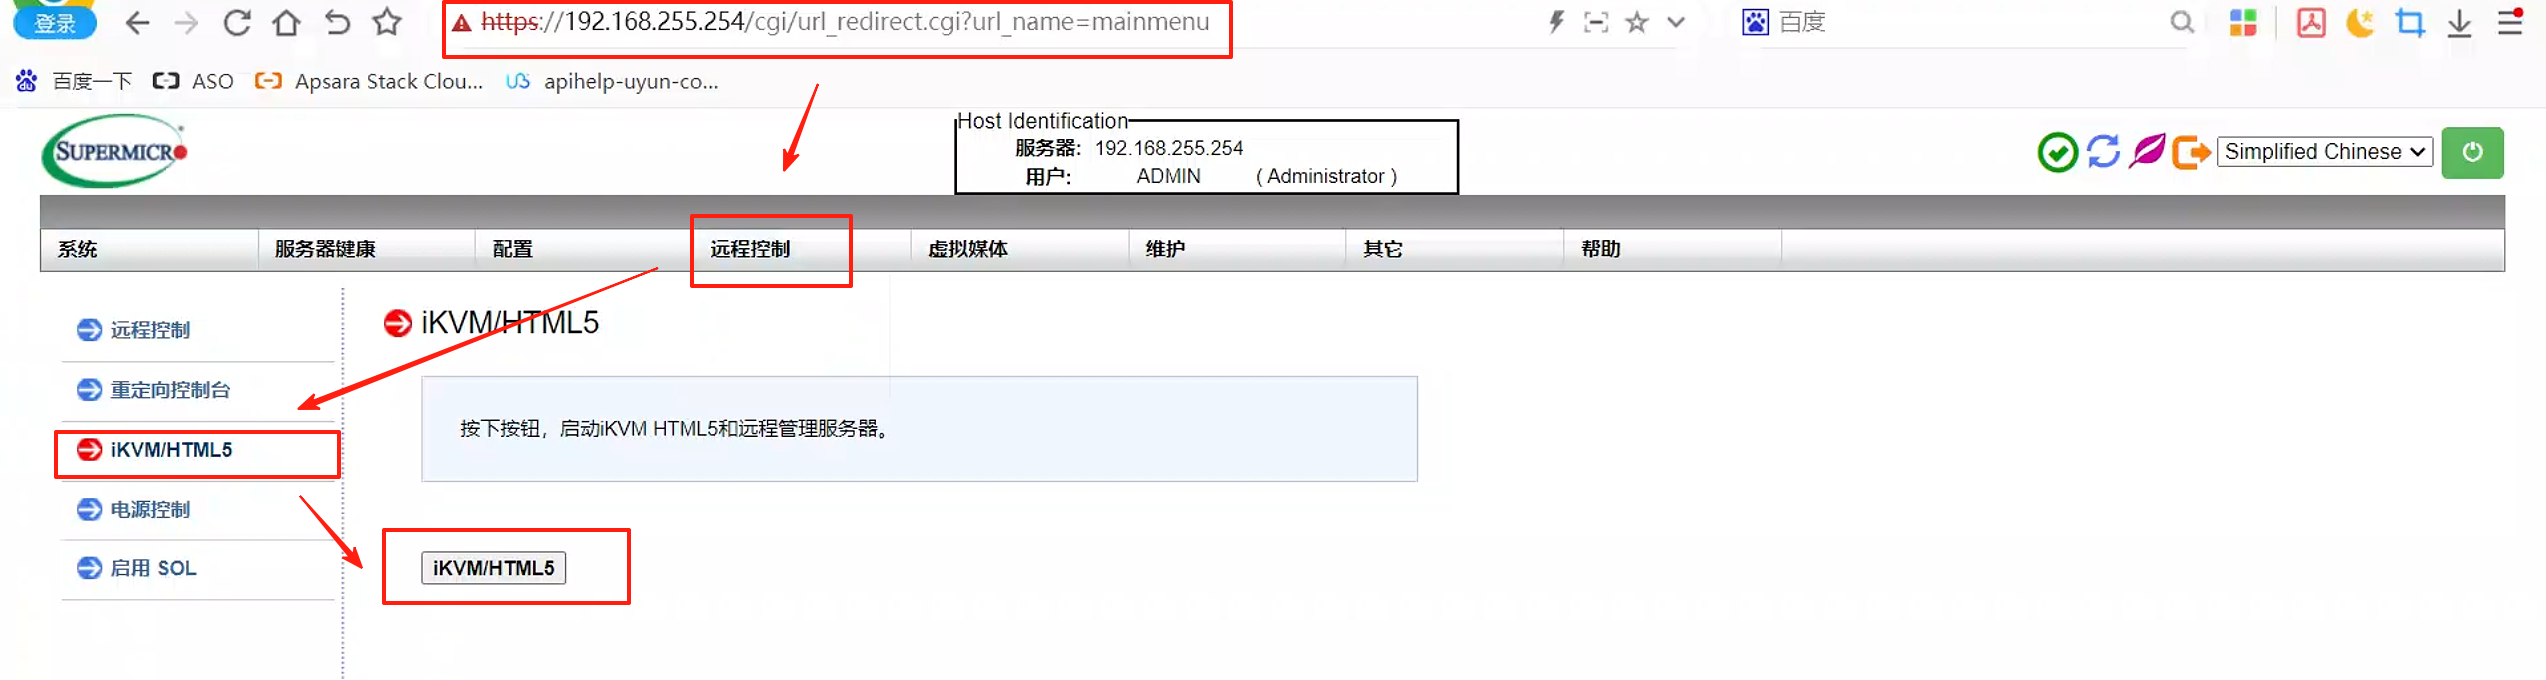 登录
https://192.168.255.254/cgi/url_redirect.cgi?url_name=mainmenu
百度
百度一下
ASO
Apsara Stack Clou...
apihelp-uyun-co...
SUPERMICR
Host Identification
服务器: 192.168.255.254
用户: ADMIN ( Administrator )
Simplified Chinese
系统
服务器健康
配置
远程控制
虚拟媒体
维护
其它
帮助
远程控制
重定向控制台
iKVM/HTML5
电源控制
启用 SOL
iKVM/HTML5
按下按钮，启动iKVM HTML5和远程管理服务器。
iKVM/HTML5